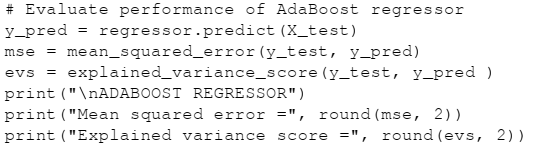 # Evaluate performance of AdaBoost regressor
y_pred = regressor.predict(X_test)
mse = mean_squared_error(y_test, y_pred)
evs = explained_variance_score(y_test, y_pred )
print("\nADABOOST REGRESSOR")
print("Mean squared error =", round(mse, 2))
print("Explained variance score =", round(evs, 2))